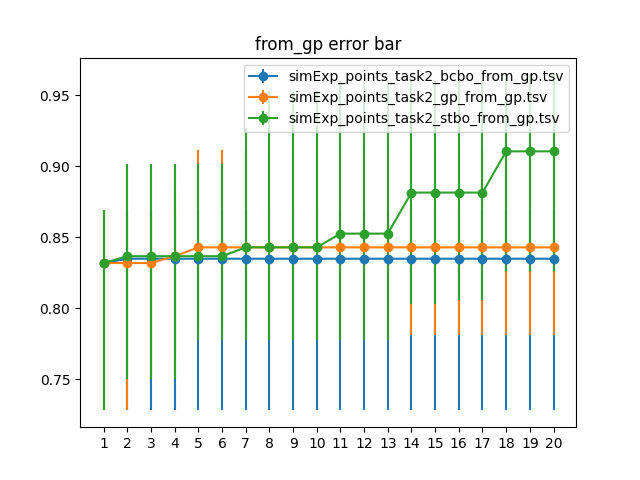 from_gp error bar
simExp_points_task2_bcbo_from_gp.tsv
simExp_points_task2_gp_from_gp.tsv
simExp_points_task2_stbo_from_gp.tsv
0.95
0.90
0.85
0.80
0.75
1 2 3 4 5 6 7 8 9 10 11 12 13 14 15 16 17 18 19 20